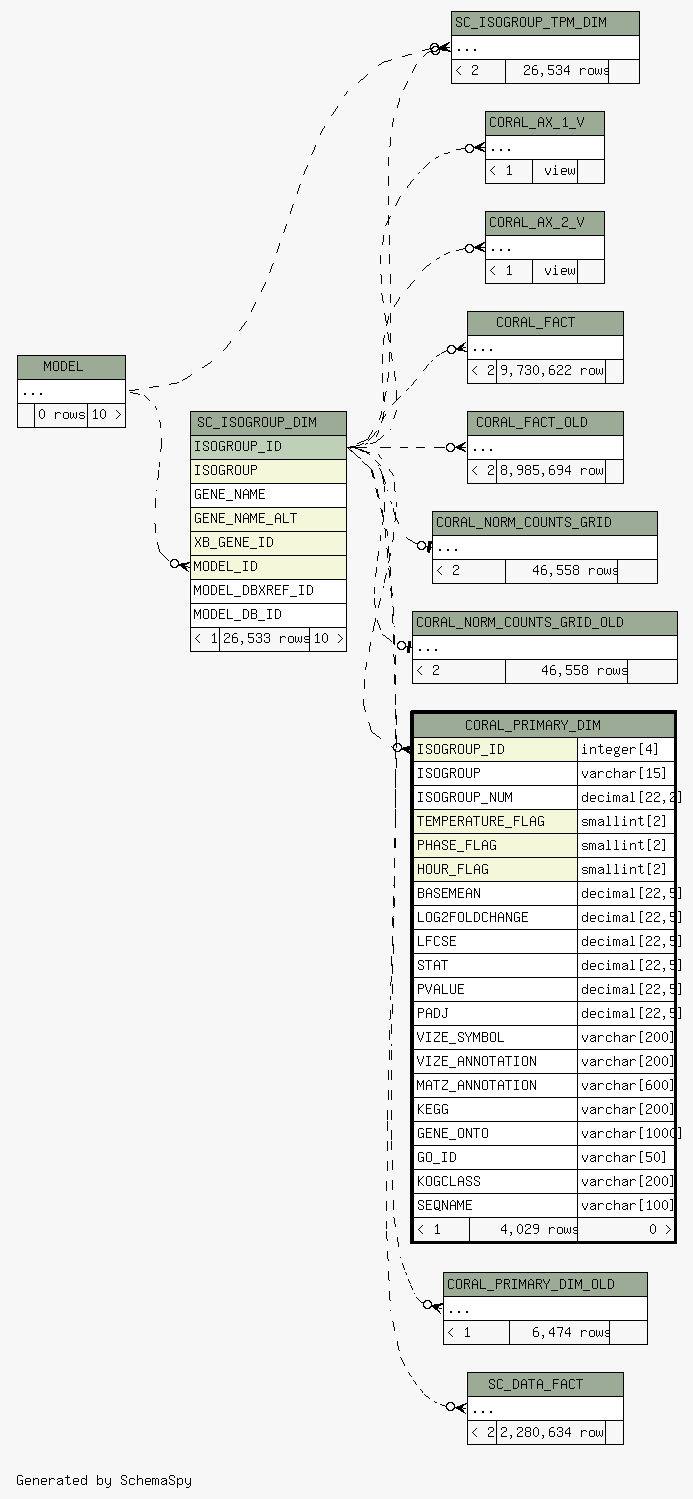 SC_ISOGROUP_TPM_DIM
...
< 2 26,534 rows
CORAL_AX_1_V
...
< 1 view
CORAL_AX_2_V
...
< 1 view
CORAL_FACT
...
< 2 9,730,622 row
MODEL
...
0 rows 10 >
SC_ISOGROUP_DIM
ISOGROUP_ID
ISOGROUP
GENE_NAME
GENE_NAME_ALT
XB_GENE_ID
MODEL_ID
MODEL_DBXREF_ID
MODEL_DB_ID
< 1 26,533 rows 10 >
CORAL_FACT_OLD
...
< 2 8,985,694 row
CORAL_NORM_COUNTS_GRID
...
< 2 46,558 rows
CORAL_NORM_COUNTS_GRID_OLD
...
< 2 46,558 rows
CORAL_PRIMARY_DIM
ISOGROUP_ID integer[4]
ISOGROUP varchar[15]
ISOGROUP_NUM decimal[22,2]
TEMPERATURE_FLAG smallint[2]
PHASE_FLAG smallint[2]
HOUR_FLAG smallint[2]
BASEMEAN decimal[22,5]
LOG2FOLDCHANGE decimal[22,5]
LFCSE decimal[22,5]
STAT decimal[22,5]
PVALUE decimal[22,5]
PADJ decimal[22,5]
VIZE_SYMBOL varchar[200]
VIZE_ANNOTATION varchar[200]
MATZ_ANNOTATION varchar[600]
KEGG varchar[200]
GENE_ONTO varchar[1000]
GO_ID varchar[50]
KOGCLASS varchar[200]
SEQNAME varchar[100]
< 1 4,029 rows 0 >
CORAL_PRIMARY_DIM_OLD
...
< 1 6,474 rows
SC_DATA_FACT
...
< 2 2,280,634 row
Generated by SchemaSpy